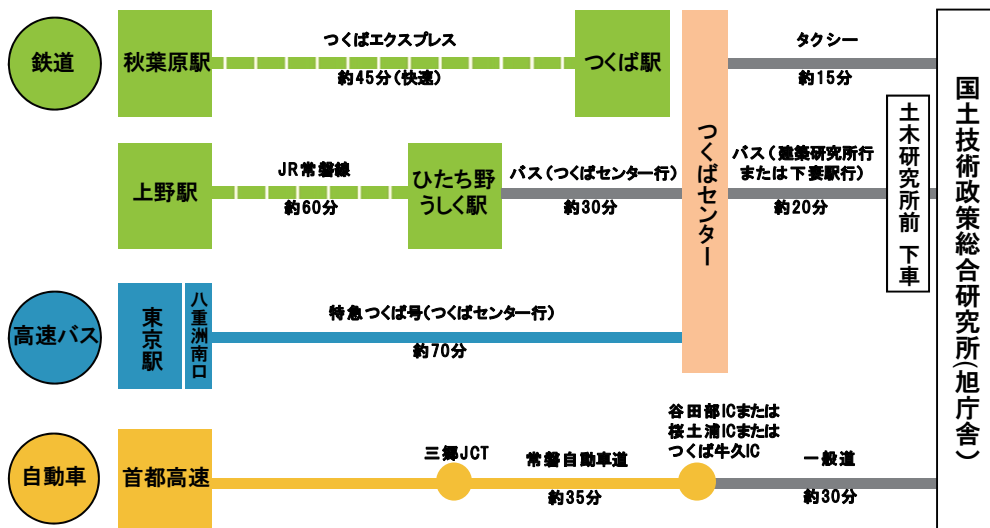 鉄道
秋葉原駅
つくばエクスプレス
約45分(快速)
つくば駅
タクシー
約15分
上野駅
JR常磐線
約60分
ひたち野
うしく駅
バス(つくばセンター行)
約30分
つくばセンター
バス(建築研究所行
または下妻駅行)
約20分
土木研究所前 下車
国土技術政策総合研究所(旭庁舎)
高速バス
東京駅
八重洲南口
特急つくば号(つくばセンター行)
約70分
自動車
首都高速
三郷JCT
常磐自動車道
約35分
谷田部ICまたは
桜土浦ICまたは
つくば牛久IC
一般道
約30分